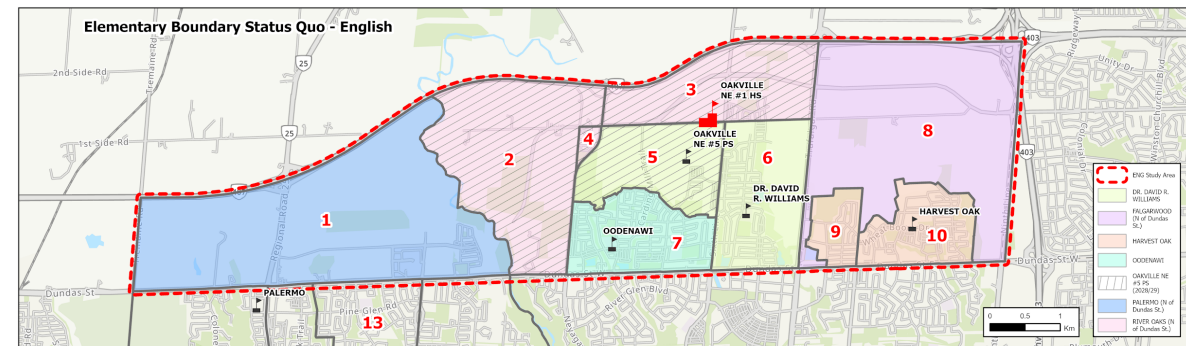 Elementary Boundary Status Quo - English
2nd Side Rd
Tremaine Rd
25
1st Side Rd
25
403
Ridgeway Dr
Unity Dr
Winston Churchill Blvd
403
3
OAKVILLE
NE #1 HS
OAKVILLE
NE #5 PS
4
2
5
6
8
1
Regional Road 25
DR. DAVID
R. WILLIAMS
OODENAWI
7
9
HARVEST OAK
10
Dundas St W
Dundas St W
Dundas St
PALERMO
Pine Glen Rd
13
River Glen Blvd
0 0.5 1
Km
ENG Study Area
DR. DAVID R.
WILLIAMS
FALGARWOOD
(N of Dundas
St.)
HARVEST OAK
OODENAWI
OAKVILLE NE
#5 PS
(2028/29)
PALERMO (N of
Dundas St.)
RIVER OAKS (N
of Dundas St.)